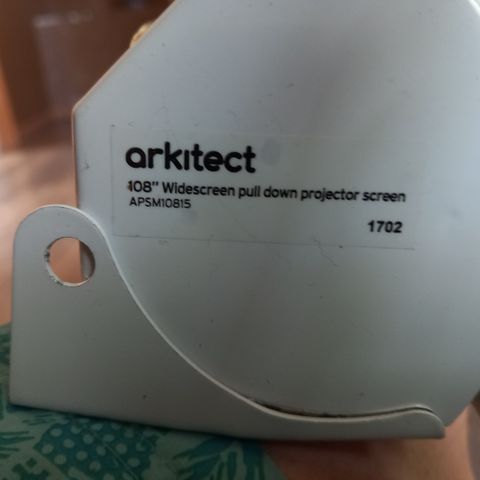 arkitect
108" Widescreen pull down projector screen
APSM10815
1702